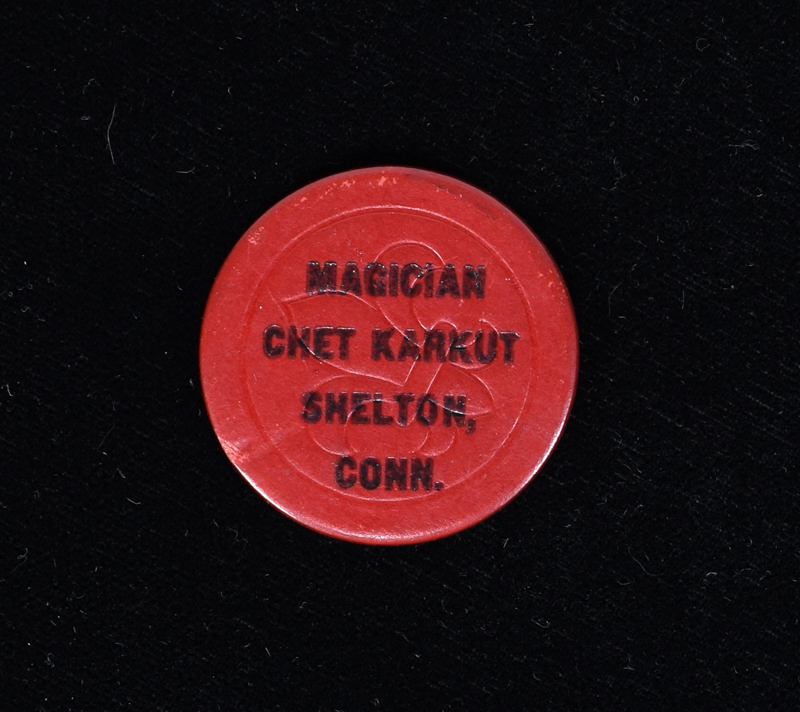 MAGICIAN
CHET KARKUT
SHELTON,
CONN.